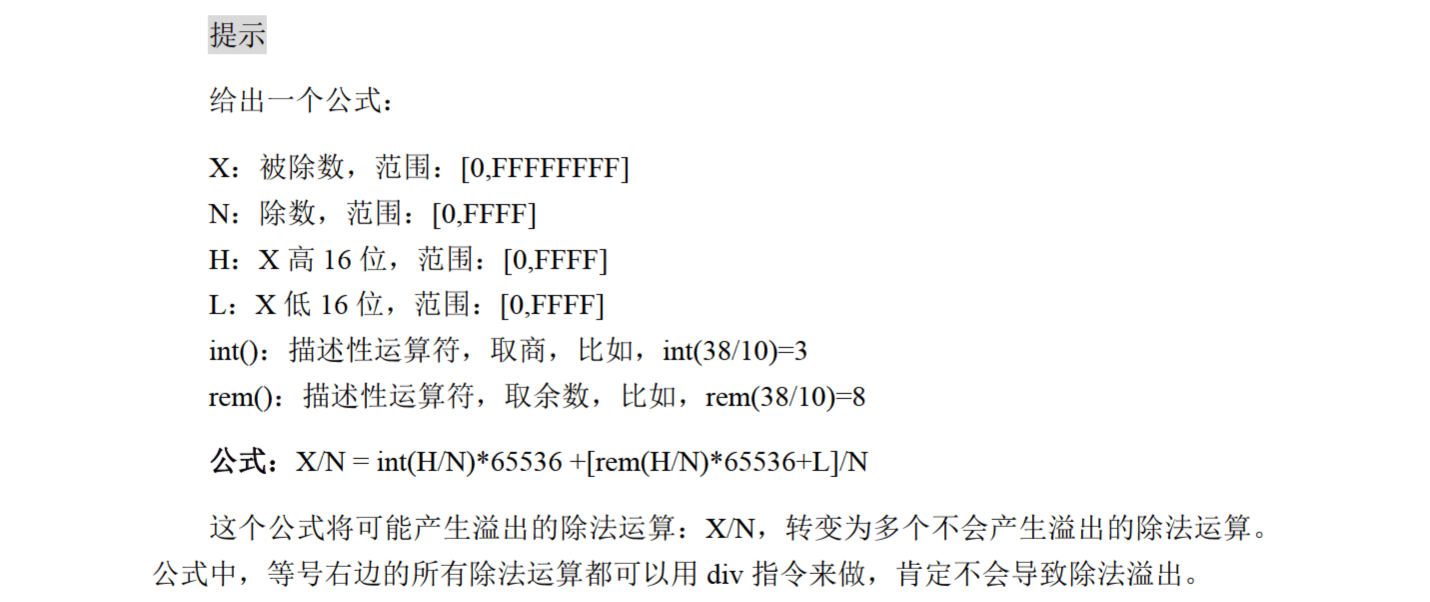 提示
给出一个公式：
X：被除数，范围：[0,FFFFFFFF]
N：除数，范围：[0,FFFF]
H：X 高 16 位，范围：[0,FFFF]
L：X 低 16 位，范围：[0,FFFF]
int()：描述性运算符，取商，比如，int(38/10)=3
rem()：描述性运算符，取余数，比如，rem(38/10)=8
公式：X/N = int(H/N)*65536 +[rem(H/N)*65536+L]/N
这个公式将可能产生溢出的除法运算：X/N，转变为多个不会产生溢出的除法运算。
公式中，等号右边的所有除法运算都可以用 div 指令来做，肯定不会导致除法溢出。